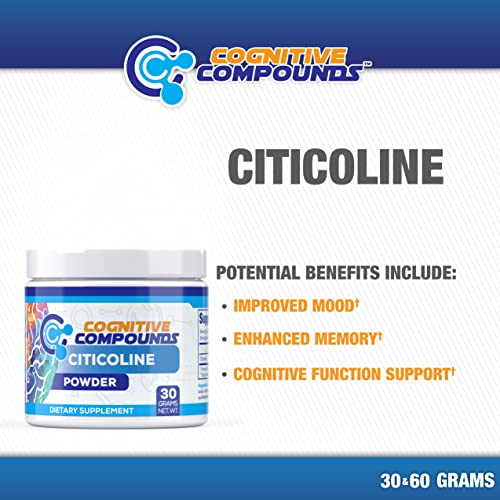 COGNITIVE
COMPOUNDS™
CITICOLINE
POTENTIAL BENEFITS INCLUDE:
• IMPROVED MOOD†
• ENHANCED MEMORY†
• COGNITIVE FUNCTION SUPPORT†
COGNITIVE
COMPOUNDS
CITICOLINE
POWDER
30
GRAMS
NET WT.
DIETARY SUPPLEMENT
30&60 GRAMS